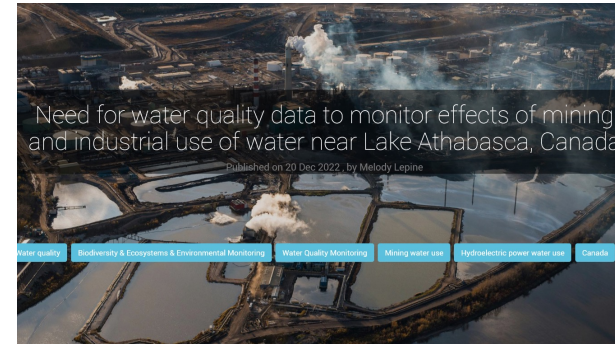 Need for water quality data to monitor effects of mining
and industrial use of water near Lake Athabasca, Canada
Published on 20 Dec 2022 , by Melody Lepine
Water quality Biodiversity & Ecosystems & Environmental Monitoring Water Quality Monitoring Mining water use Hydroelectric power water use Canada